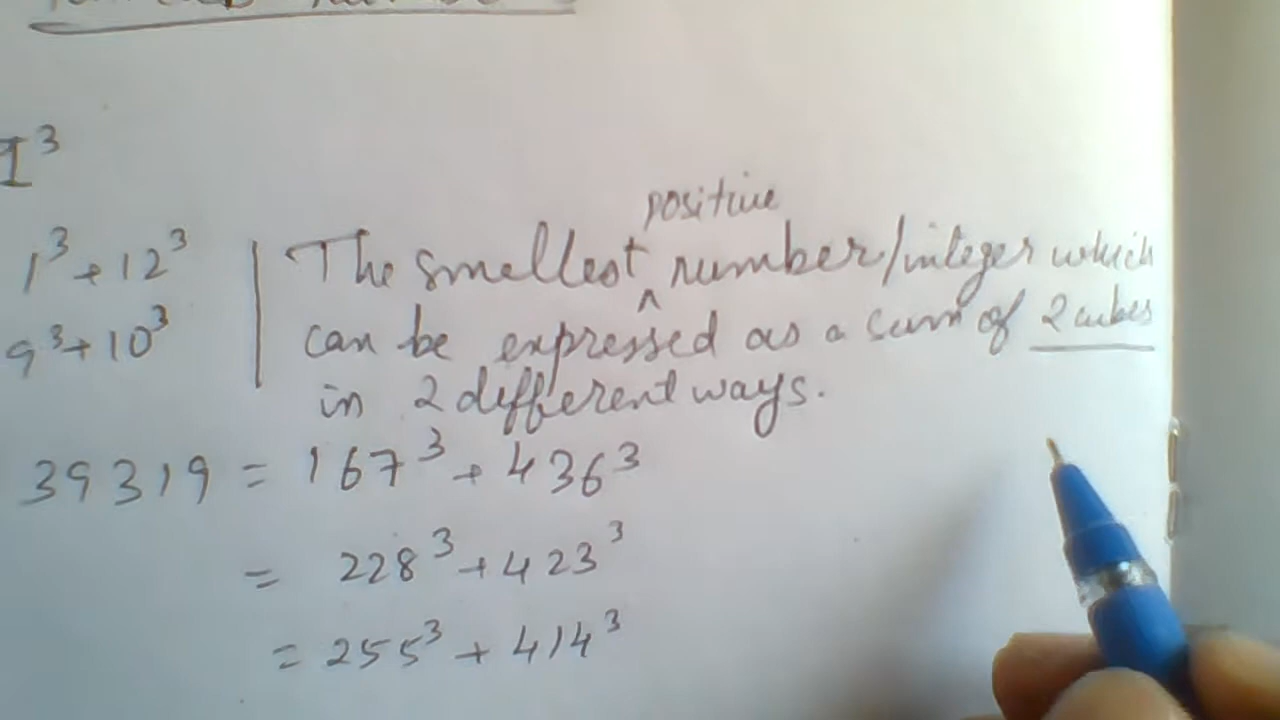 1³
1³ + 12³
9³ + 10³
positive
The smallest ^ number/integer which
can be expressed as a sum of 2 cubes
in 2 different ways.
39319 = 167³ + 436³
= 228³ + 423³
= 255³ + 414³